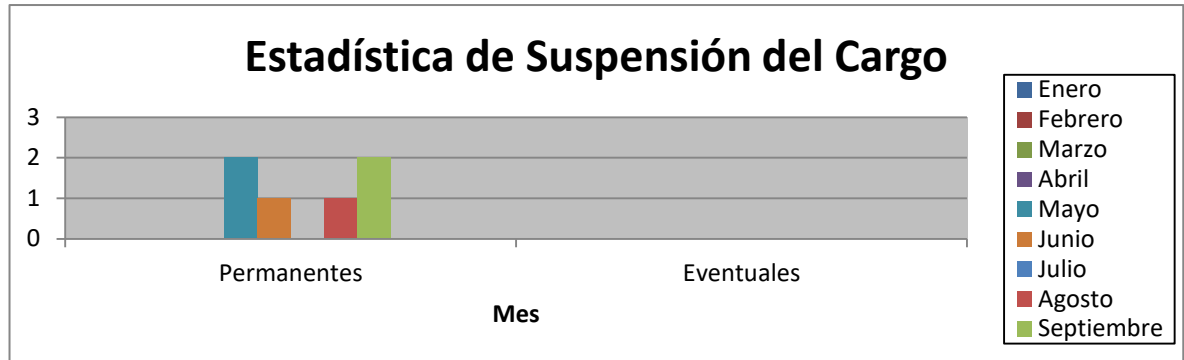 Estadística de Suspensión del Cargo
3
2
1
0
Permanentes
Eventuales
Mes
Enero
Febrero
Marzo
Abril
Mayo
Junio
Julio
Agosto
Septiembre